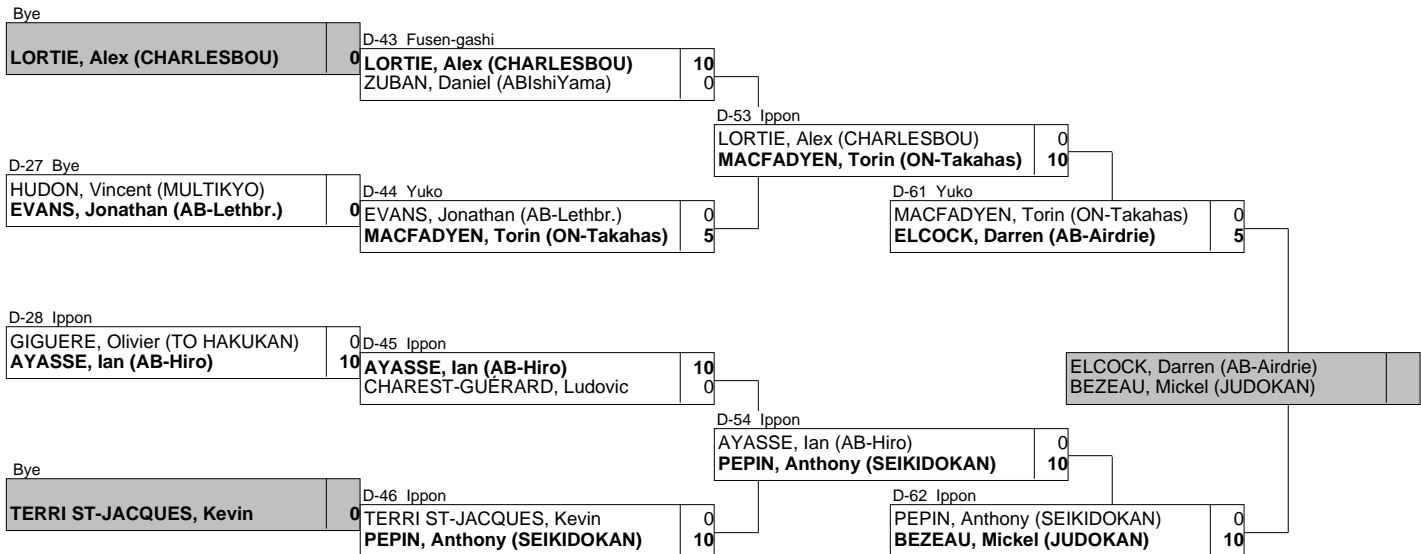 Bye
LORTIE, Alex (CHARLESBOU) 0
D-43 Fusen-gashi
LORTIE, Alex (CHARLESBOU) 10
ZUBAN, Daniel (ABIshiYama) 0
D-53 Ippon
LORTIE, Alex (CHARLESBOU) 0
MACFADYEN, Torin (ON-Takahas) 10
D-27 Bye
HUDON, Vincent (MULTIKYO)
EVANS, Jonathan (AB-Lethbr.) 0
D-44 Yuko
EVANS, Jonathan (AB-Lethbr.) 0
MACFADYEN, Torin (ON-Takahas) 5
D-61 Yuko
MACFADYEN, Torin (ON-Takahas) 0
ELCOCK, Darren (AB-Airdrie) 5
D-28 Ippon
GIGUERE, Olivier (TO HAKUKAN) 0
AYASSE, Ian (AB-Hiro) 10
D-45 Ippon
AYASSE, Ian (AB-Hiro) 10
CHAREST-GUÉRARD, Ludovic 0
ELCOCK, Darren (AB-Airdrie)
BEZEAU, Mickel (JUDOKAN)
D-54 Ippon
AYASSE, Ian (AB-Hiro) 0
PEPIN, Anthony (SEIKIDOKAN) 10
Bye
TERRI ST-JACQUES, Kevin 0
D-46 Ippon
TERRI ST-JACQUES, Kevin 0
PEPIN, Anthony (SEIKIDOKAN) 10
D-62 Ippon
PEPIN, Anthony (SEIKIDOKAN) 0
BEZEAU, Mickel (JUDOKAN) 10